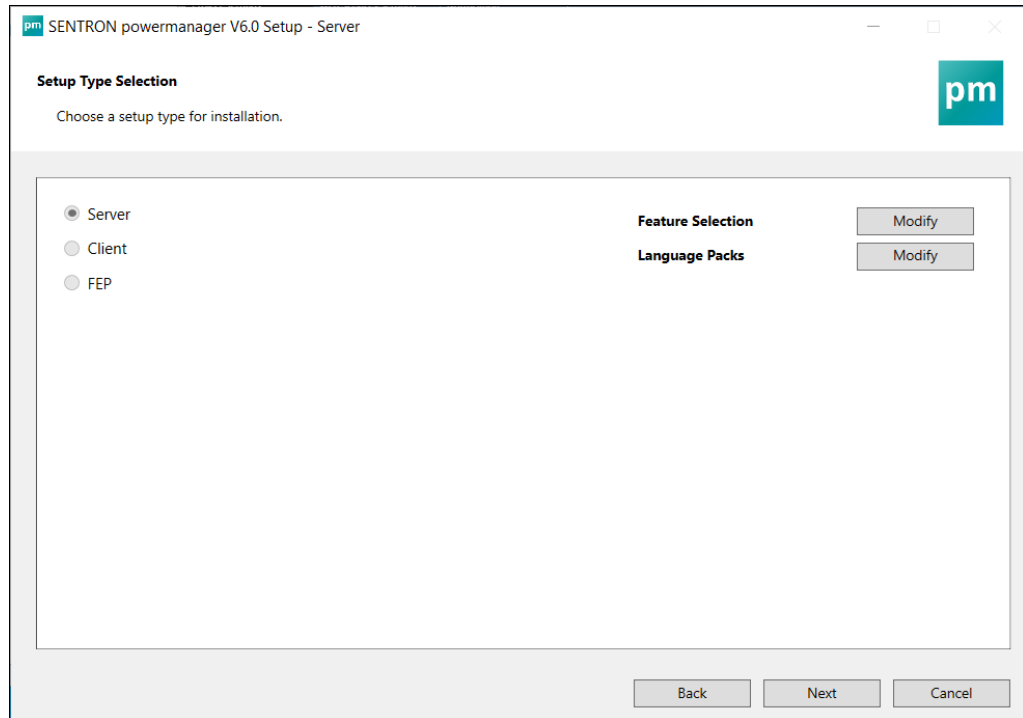 pm SENTRON powermanager V6.0 Setup - Server
Setup Type Selection
Choose a setup type for installation.
pm
Server
Client
FEP
Feature Selection Modify
Language Packs Modify
Back Next Cancel